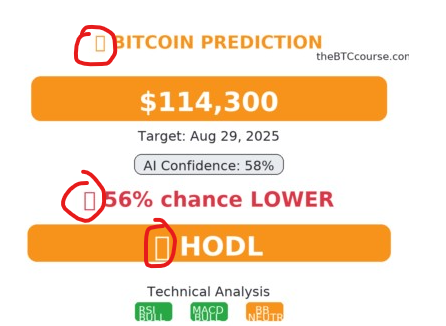 BITCOIN PREDICTION
theBTCcourse.com
$114,300
Target: Aug 29, 2025
AI Confidence: 58%
56% chance LOWER
HODL
Technical Analysis
RSI MACD BB
BULL BULL NEUTR